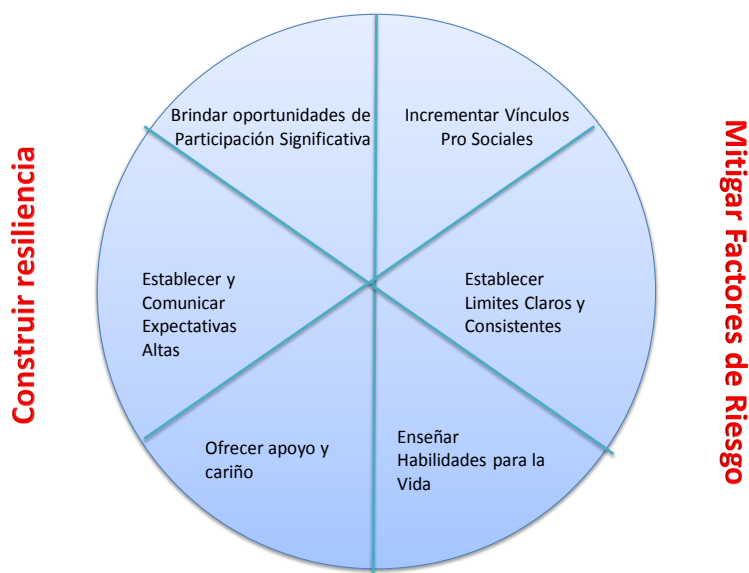 Construir resiliencia
Brindar oportunidades de
Participación Significativa
Incrementar Vínculos
Pro Sociales
Establecer y
Comunicar
Expectativas
Altas
Establecer
Limites Claros y
Consistentes
Ofrecer apoyo y
cariño
Enseñar
Habilidades para la
Vida
Mitigar Factores de Riesgo